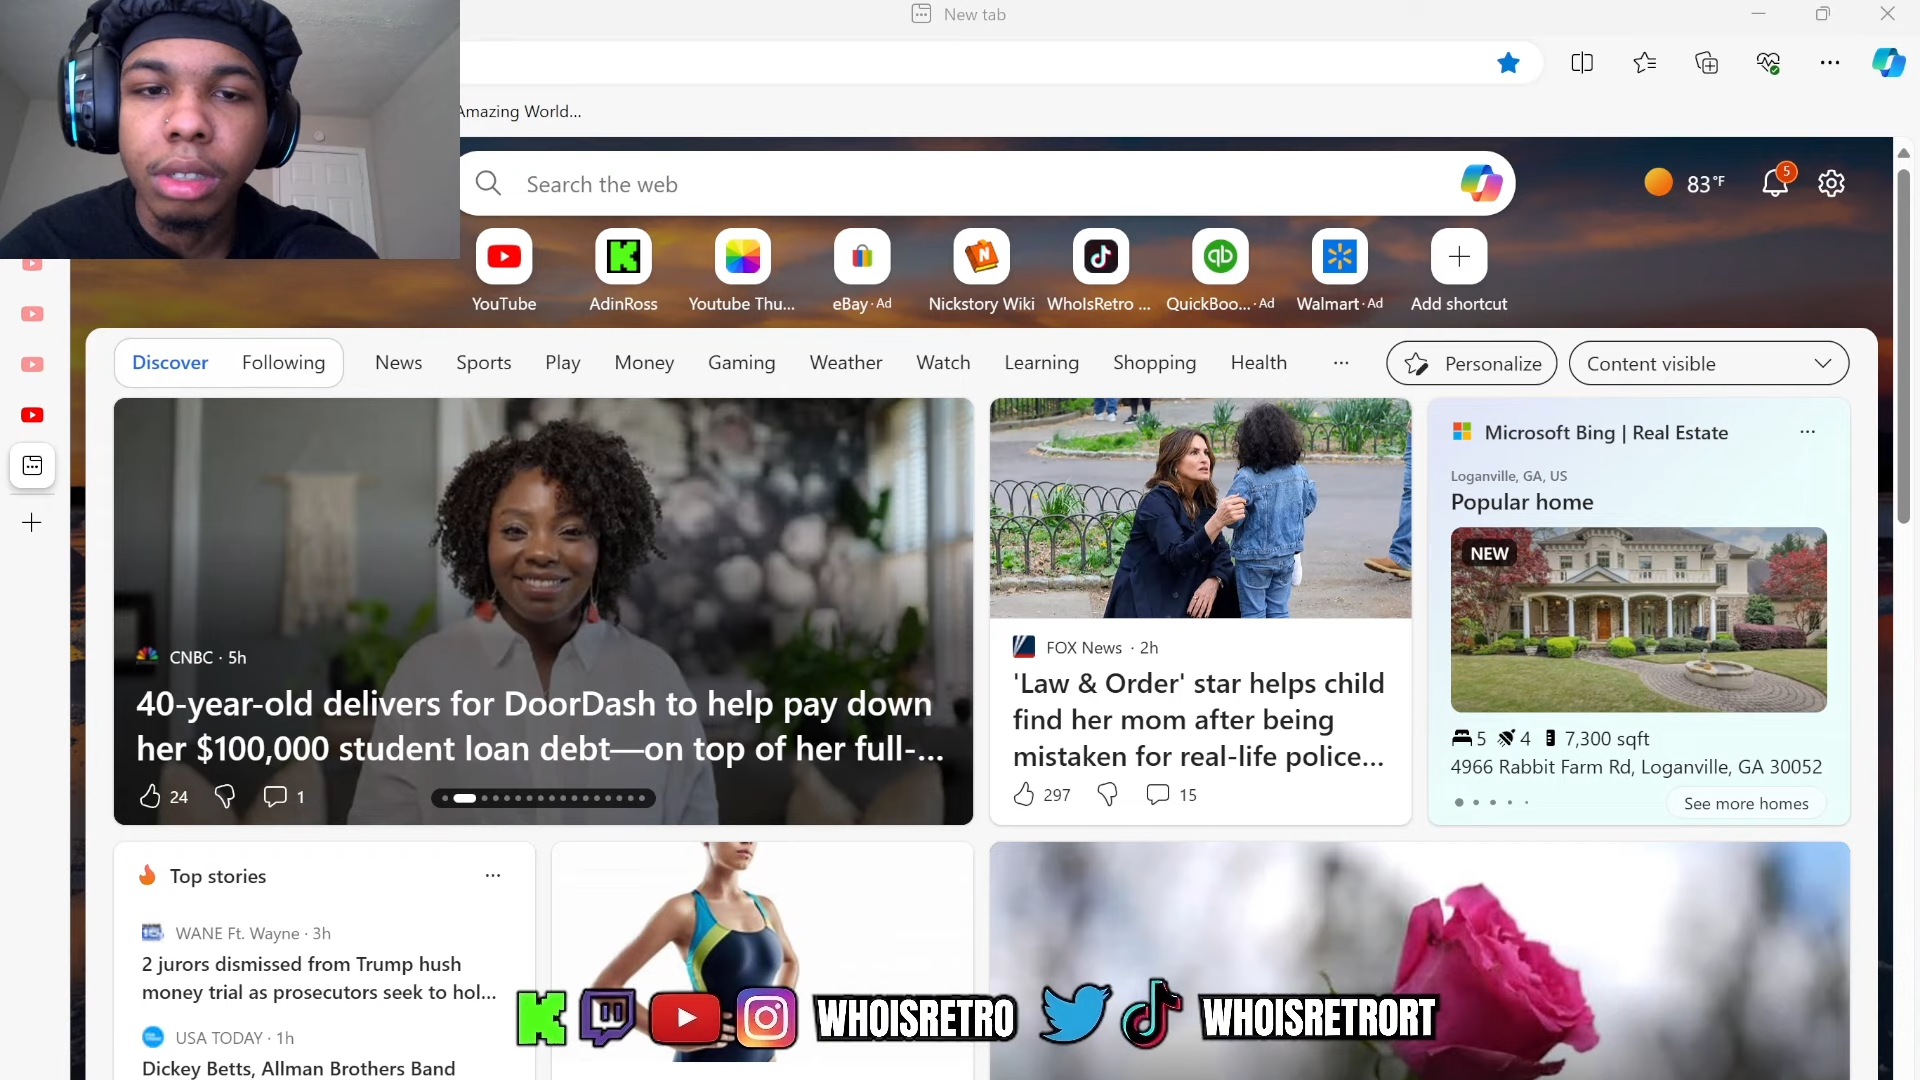 New tab
Amazing World...
Search the web
83°F
5
YouTube
AdinRoss
Youtube Thu...
eBay · Ad
Nickstory Wiki
WhoIsRetro ...
QuickBoo... · Ad
Walmart · Ad
Add shortcut
Discover
Following
News
Sports
Play
Money
Gaming
Weather
Watch
Learning
Shopping
Health
Personalize
Content visible
CNBC · 5h
40-year-old delivers for DoorDash to help pay down
her $100,000 student loan debt—on top of her full-...
24
1
FOX News · 2h
'Law & Order' star helps child
find her mom after being
mistaken for real-life police...
297
15
Microsoft Bing | Real Estate
Loganville, GA, US
Popular home
NEW
5 4 7,300 sqft
4966 Rabbit Farm Rd, Loganville, GA 30052
See more homes
Top stories
WANE Ft. Wayne · 3h
2 jurors dismissed from Trump hush
money trial as prosecutors seek to hol...
USA TODAY · 1h
Dickey Betts, Allman Brothers Band
WHOISRETRO
WHOISRETRORT